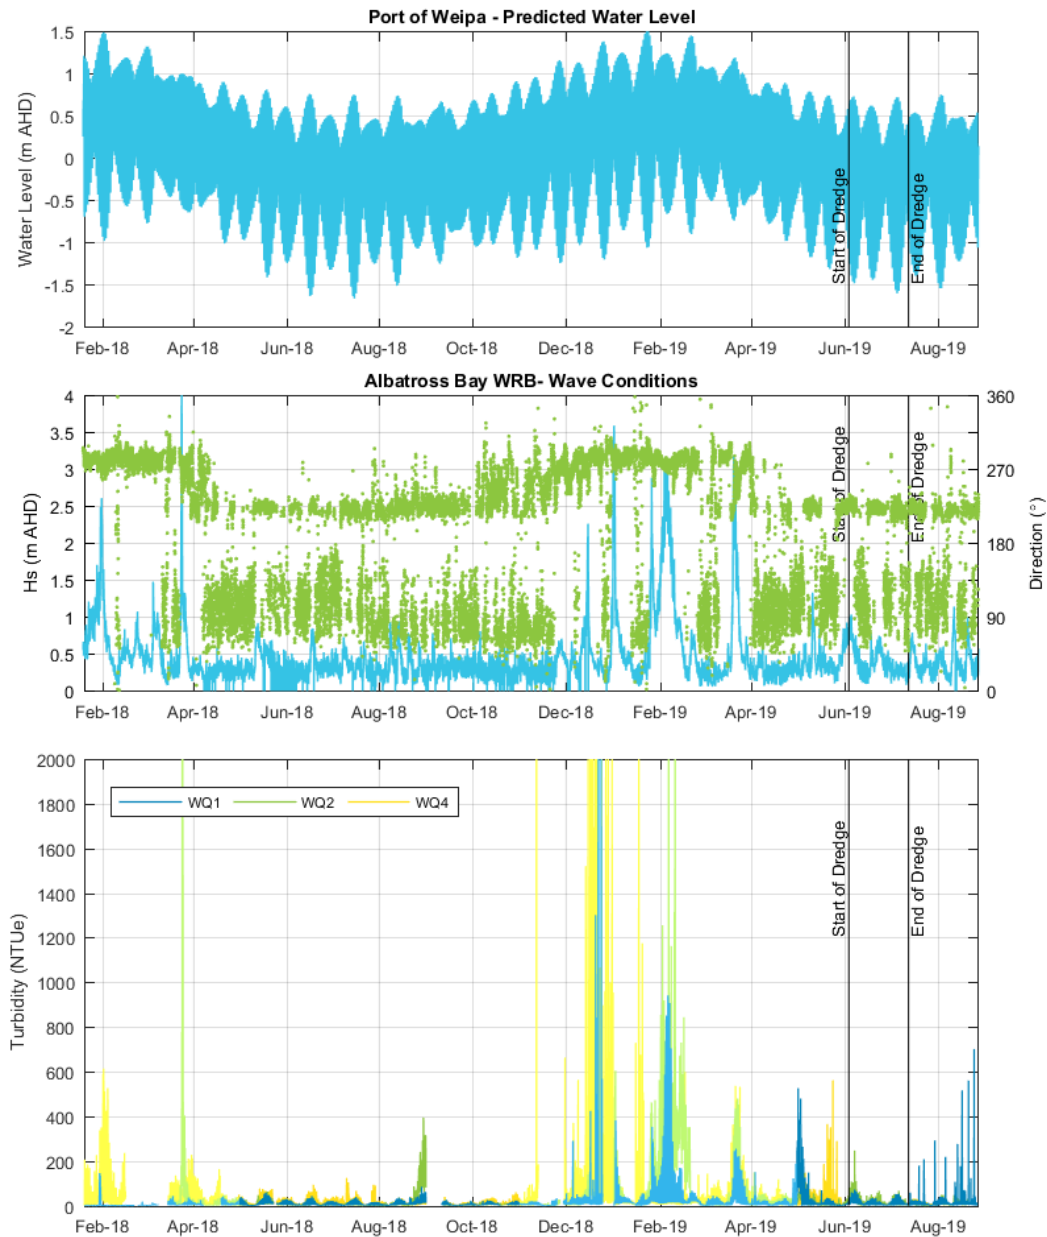 Port of Weipa - Predicted Water Level
1.5
1
0.5
0
-0.5
-1
-1.5
-2
Water Level (m AHD)
Start of Dredge
End of Dredge
Feb-18 Apr-18 Jun-18 Aug-18 Oct-18 Dec-18 Feb-19 Apr-19 Jun-19 Aug-19
Albatross Bay WRB- Wave Conditions
4
3.5
3
2.5
2
1.5
1
0.5
0
Hs (m AHD)
360
270
180
90
0
Direction (°)
Start of Dredge
End of Dredge
Feb-18 Apr-18 Jun-18 Aug-18 Oct-18 Dec-18 Feb-19 Apr-19 Jun-19 Aug-19
2000
1800
1600
1400
1200
1000
800
600
400
200
0
Turbidity (NTUe)
WQ1 WQ2 WQ4
Start of Dredge
End of Dredge
Feb-18 Apr-18 Jun-18 Aug-18 Oct-18 Dec-18 Feb-19 Apr-19 Jun-19 Aug-19